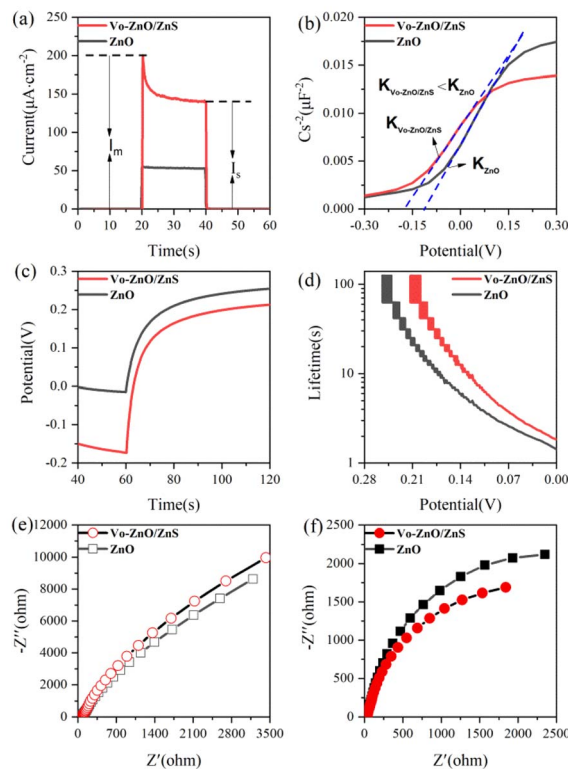 (a)
Vo-ZnO/ZnS
ZnO
250
200
150
100
50
0
Current(μA·cm⁻²)
I_m
I_s
0 10 20 30 40 50 60
Time(s)
(b)
Vo-ZnO/ZnS
ZnO
0.020
0.015
0.010
0.005
0.000
Cs⁻²(μF⁻²)
K_Vo-ZnO/ZnS < K_ZnO
K_Vo-ZnO/ZnS
K_ZnO
-0.30 -0.15 0.00 0.15 0.30
Potential(V)
(c)
Vo-ZnO/ZnS
ZnO
0.3
0.2
0.1
0.0
-0.1
-0.2
Potential(V)
40 60 80 100 120
Time(s)
(d)
Vo-ZnO/ZnS
ZnO
100
10
1
Lifetime(s)
0.28 0.21 0.14 0.07 0.00
Potential(V)
(e)
Vo-ZnO/ZnS
ZnO
12000
10000
8000
6000
4000
2000
0
-Z''(ohm)
0 700 1400 2100 2800 3500
Z'(ohm)
(f)
Vo-ZnO/ZnS
ZnO
2500
2000
1500
1000
500
0
-Z''(ohm)
0 500 1000 1500 2000 2500
Z'(ohm)